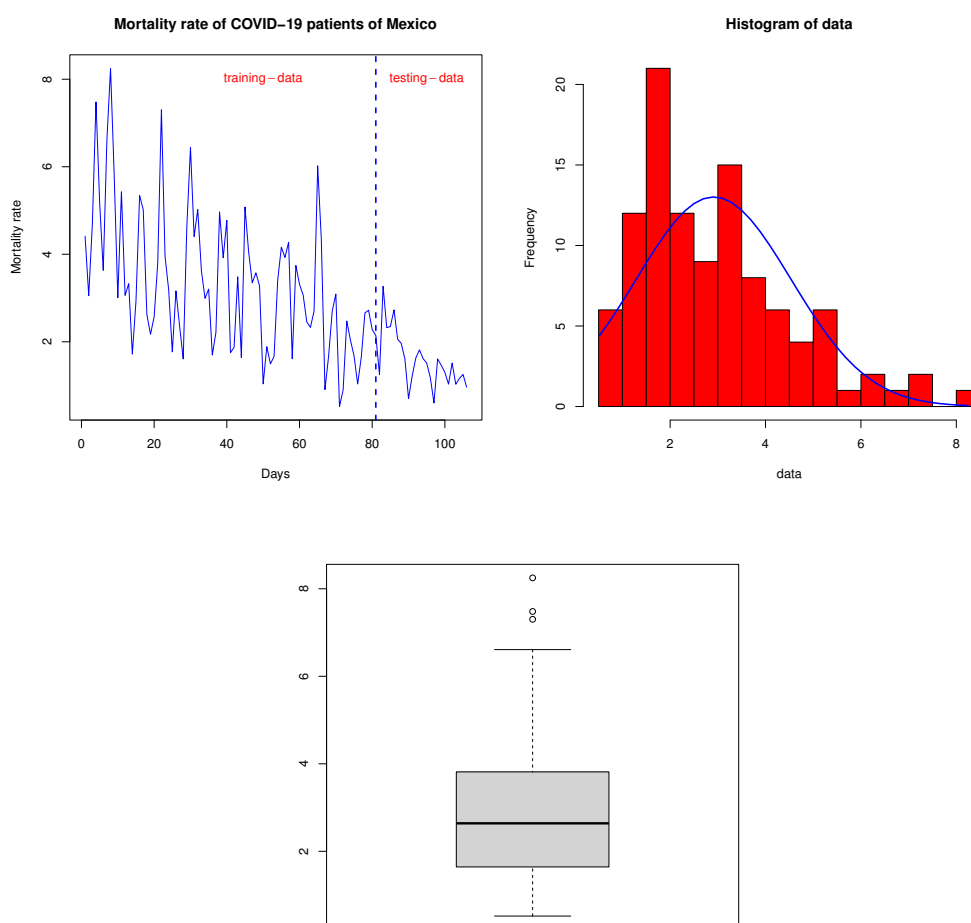 Mortality rate of COVID−19 patients of Mexico
training − data
testing − data
Mortality rate
8
6
4
2
0 20 40 60 80 100
Days
Histogram of data
Frequency
20
15
10
5
0
2 4 6 8
data
8
6
4
2